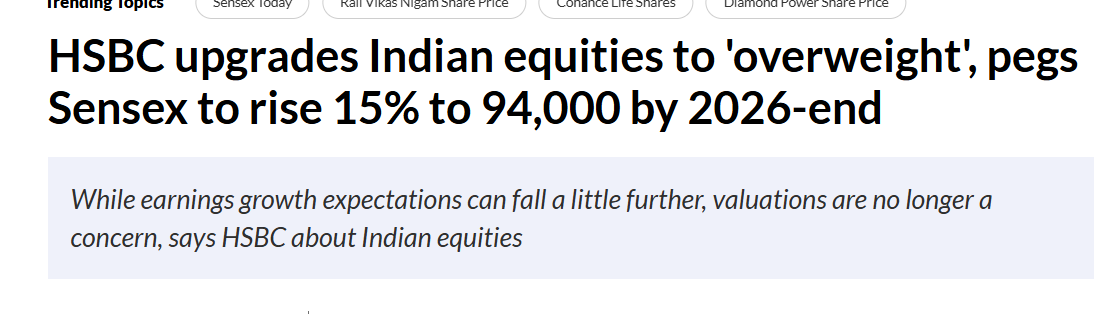 Trending Topics Sensex Today Rail Vikas Nigam Share Price Cohance Life Shares Diamond Power Share Price
HSBC upgrades Indian equities to 'overweight', pegs
Sensex to rise 15% to 94,000 by 2026-end
While earnings growth expectations can fall a little further, valuations are no longer a
concern, says HSBC about Indian equities